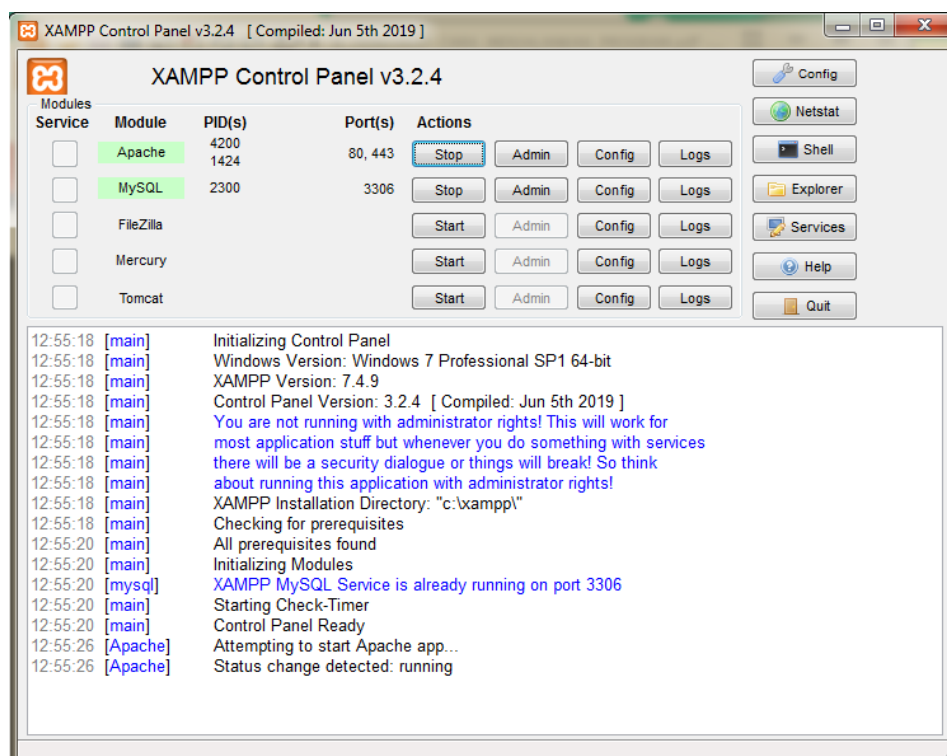 XAMPP Control Panel v3.2.4 [ Compiled: Jun 5th 2019 ]
XAMPP Control Panel v3.2.4
Config
Modules
Service Module PID(s) Port(s) Actions
Netstat
Apache 4200 1424 80, 443 Stop Admin Config Logs
Shell
MySQL 2300 3306 Stop Admin Config Logs
Explorer
FileZilla Start Admin Config Logs
Services
Mercury Start Admin Config Logs
Help
Tomcat Start Admin Config Logs
Quit
12:55:18 [main] Initializing Control Panel
12:55:18 [main] Windows Version: Windows 7 Professional SP1 64-bit
12:55:18 [main] XAMPP Version: 7.4.9
12:55:18 [main] Control Panel Version: 3.2.4 [ Compiled: Jun 5th 2019 ]
12:55:18 [main] You are not running with administrator rights! This will work for
12:55:18 [main] most application stuff but whenever you do something with services
12:55:18 [main] there will be a security dialogue or things will break! So think
12:55:18 [main] about running this application with administrator rights!
12:55:18 [main] XAMPP Installation Directory: "c:\xampp\"
12:55:18 [main] Checking for prerequisites
12:55:20 [main] All prerequisites found
12:55:20 [main] Initializing Modules
12:55:20 [mysql] XAMPP MySQL Service is already running on port 3306
12:55:20 [main] Starting Check-Timer
12:55:20 [main] Control Panel Ready
12:55:26 [Apache] Attempting to start Apache app...
12:55:26 [Apache] Status change detected: running